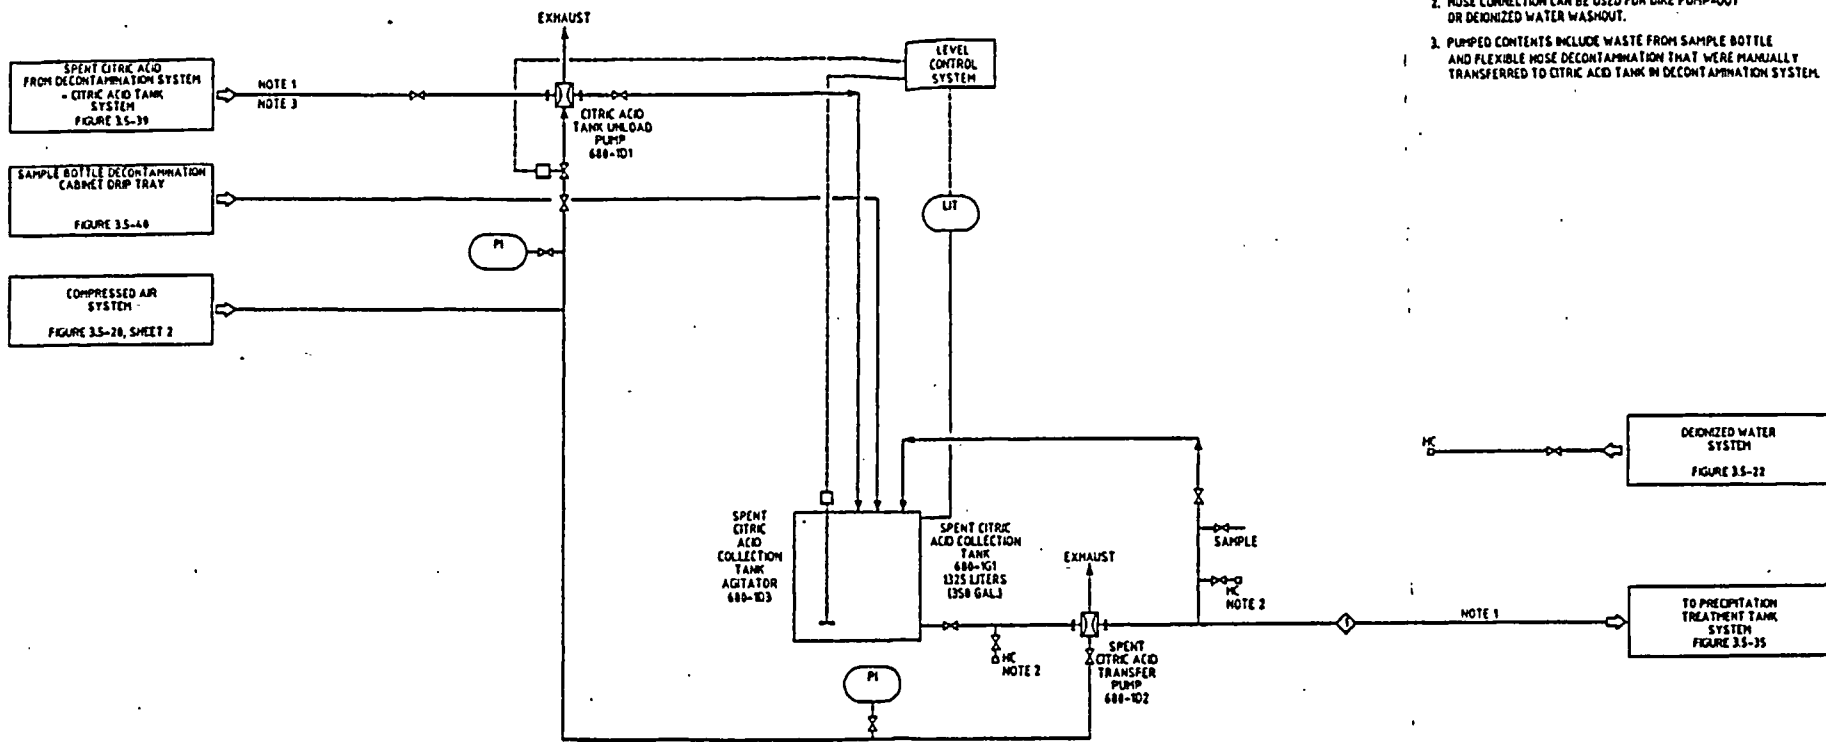 2. HOSE CONNECTION CAN BE USED FOR DIKE PUMP-OUT
OR DEIONIZED WATER WASHOUT.
3. PUMPED CONTENTS INCLUDE WASTE FROM SAMPLE BOTTLE
AND FLEXIBLE HOSE DECONTAMINATION THAT WERE MANUALLY
TRANSFERRED TO CITRIC ACID TANK IN DECONTAMINATION SYSTEM.
EXHAUST
LEVEL
CONTROL
SYSTEM
SPENT CITRIC ACID
FROM DECONTAMINATION SYSTEM
- CITRIC ACID TANK
SYSTEM
FIGURE 3.5-39
NOTE 1
NOTE 3
CITRIC ACID
TANK UNLOAD
PUMP
680-1D1
SAMPLE BOTTLE DECONTAMINATION
CABINET DRIP TRAY
FIGURE 3.5-40
LIT
PI
COMPRESSED AIR
SYSTEM
FIGURE 3.5-20, SHEET 2
HC
DEIONIZED WATER
SYSTEM
FIGURE 3.5-22
SPENT
CITRIC
ACID
COLLECTION
TANK
AGITATOR
680-1D3
SPENT CITRIC
ACID COLLECTION
TANK
680-1G1
1325 LITERS
(350 GAL.)
EXHAUST
SAMPLE
HC
NOTE 2
HC
NOTE 2
SPENT
CITRIC ACID
TRANSFER
PUMP
680-1D2
NOTE 1
TO PRECIPITATION
TREATMENT TANK
SYSTEM
FIGURE 3.5-35
PI